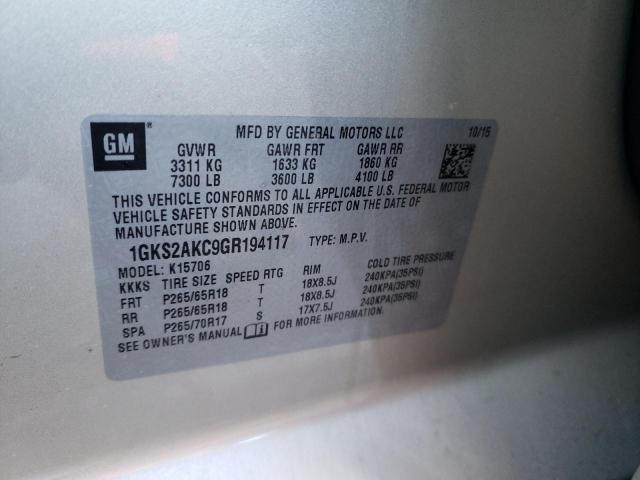 GM ®
MFD BY GENERAL MOTORS LLC 10/15
GVWR GAWR FRT GAWR RR
3311 KG 1633 KG 1860 KG
7300 LB 3600 LB 4100 LB
THIS VEHICLE CONFORMS TO ALL APPLICABLE U.S. FEDERAL MOTOR
VEHICLE SAFETY STANDARDS IN EFFECT ON THE DATE OF
MANUFACTURE SHOWN ABOVE.
1GKS2AKC9GR194117 TYPE: M.P.V.
MODEL: K15706
KKKS TIRE SIZE SPEED RTG RIM COLD TIRE PRESSURE
FRT P265/65R18 T 18X8.5J 240KPA(35PSI)
RR P265/65R18 T 18X8.5J 240KPA(35PSI)
SPA P265/70R17 S 17X7.5J 240KPA(35PSI)
SEE OWNER'S MANUAL FOR MORE INFORMATION.